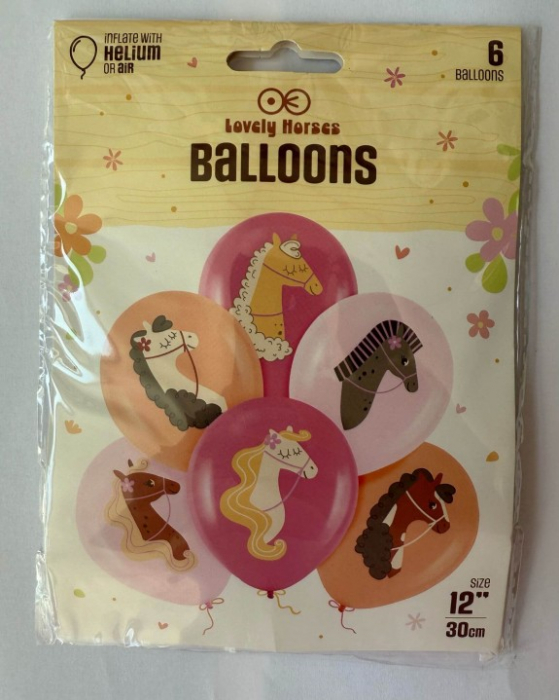 INFLATE WITH
HELIUM
OR AIR
6
BALLOONS
Lovely Horses
BALLOONS
SIZE
12"
30cm